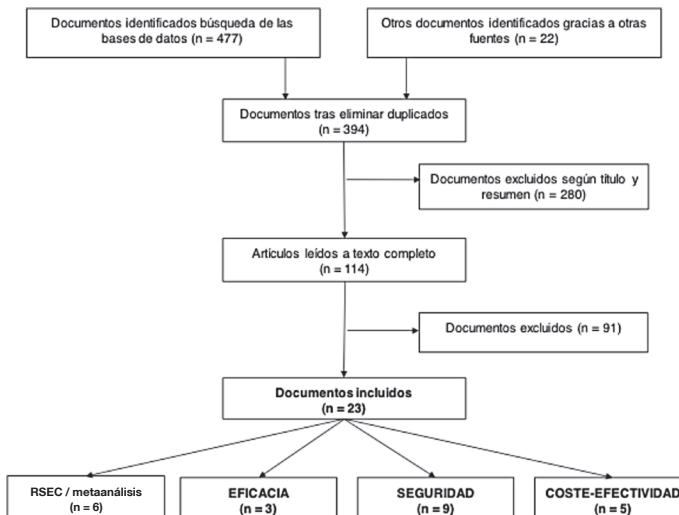 Documentos identificados búsqueda de las
bases de datos (n = 477)
Otros documentos identificados gracias a otras
fuentes (n = 22)
Documentos tras eliminar duplicados
(n = 394)
Documentos excluidos según título y
resumen (n = 280)
Artículos leídos a texto completo
(n = 114)
Documentos excluidos (n = 91)
Documentos incluidos
(n = 23)
RSEC / metaanálisis
(n = 6)
EFICACIA
(n = 3)
SEGURIDAD
(n = 9)
COSTE-EFECTIVIDAD
(n = 5)